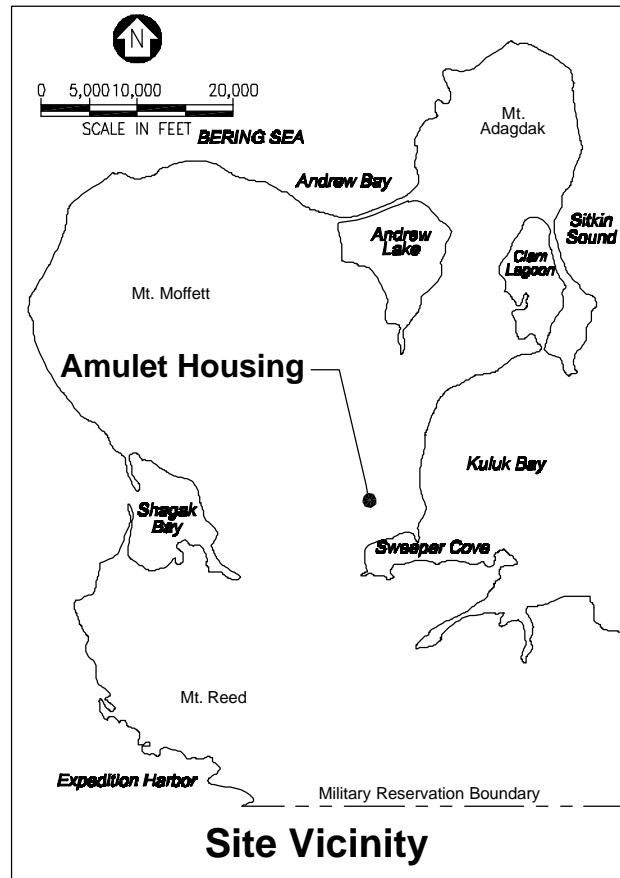 N
0 5,000 10,000 20,000
SCALE IN FEET
BERING SEA
Mt.
Adagdak
Andrew Bay
Andrew
Lake
Sitkin
Sound
Clam
Lagoon
Mt. Moffett
Amulet Housing
Kuluk Bay
Shagak
Bay
Sweeper Cove
Mt. Reed
Expedition Harbor
Military Reservation Boundary
Site Vicinity